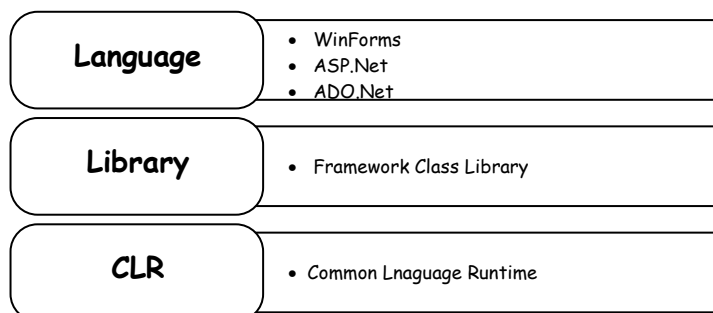 Language
• WinForms
• ASP.Net
• ADO.Net
Library
• Framework Class Library
CLR
• Common Lnaguage Runtime